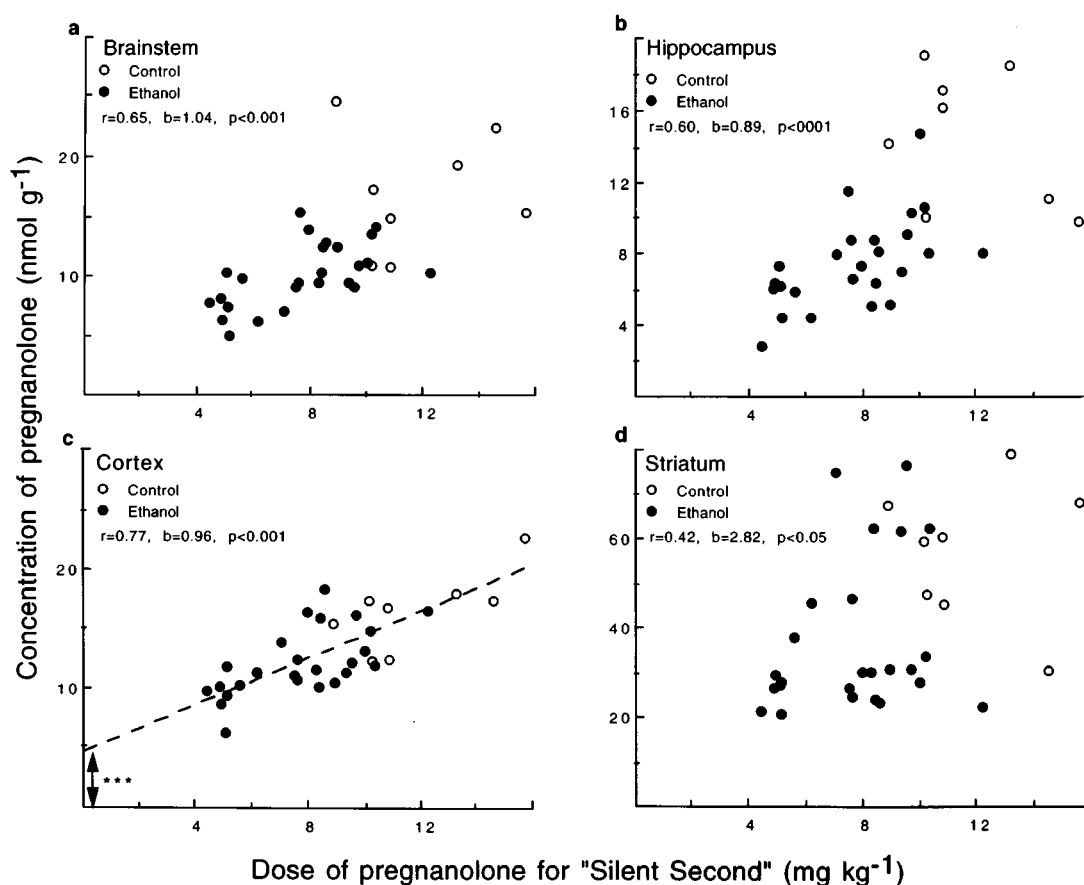 a
Brainstem
Control
Ethanol
r=0.65, b=1.04, p<0.001
20
10
4
8
12
b
Hippocampus
Control
Ethanol
r=0.60, b=0.89, p<0001
16
12
8
4
4
8
12
c
Cortex
Control
Ethanol
r=0.77, b=0.96, p<0.001
20
10
***
4
8
12
d
Striatum
Control
Ethanol
r=0.42, b=2.82, p<0.05
60
40
20
4
8
12
Concentration of pregnanolone (nmol g-1)
Dose of pregnanolone for "Silent Second" (mg kg-1)